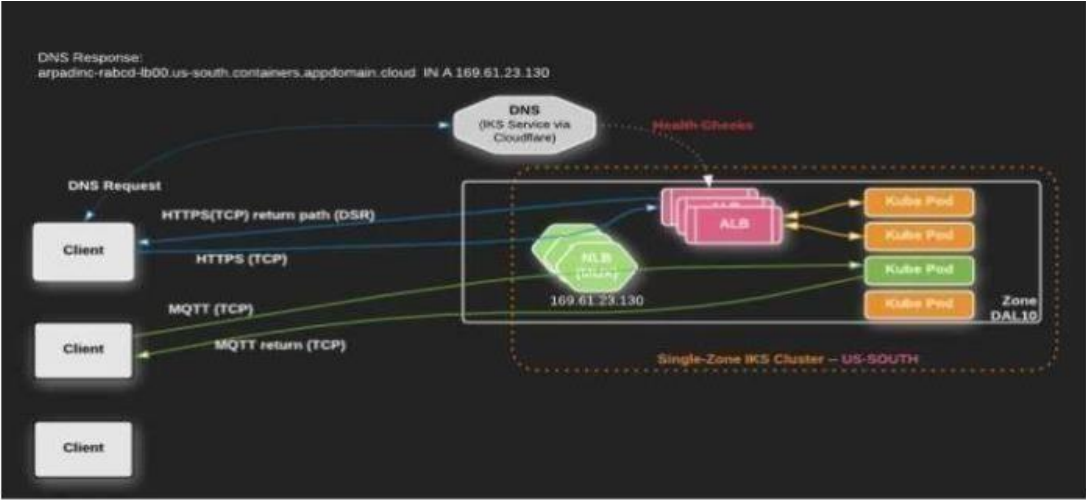 DNS Response:
arpadinc-rabcd-lb00.us-south.containers.appdomain.cloud IN A 169.61.23.130
DNS
(IKS Service via
Cloudflare)
Health Checks
DNS Request
HTTPS(TCP) return path (DSR)
Client
HTTPS (TCP)
ALB
ALB
Kube Pod
Kube Pod
NLB
169.61.23.130
Kube Pod
Kube Pod
Zone
DAL10
MQTT (TCP)
Client
MQTT return (TCP)
Single-Zone IKS Cluster – US-SOUTH
Client